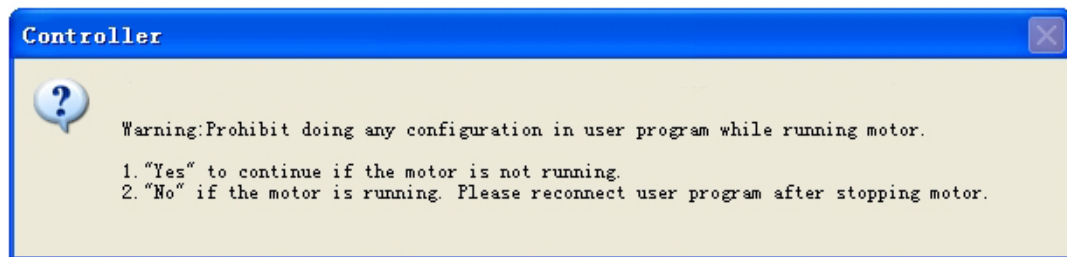 Controller
Warning:Prohibit doing any configuration in user program while running motor.
1."Yes" to continue if the motor is not running.
2."No" if the motor is running. Please reconnect user program after stopping motor.